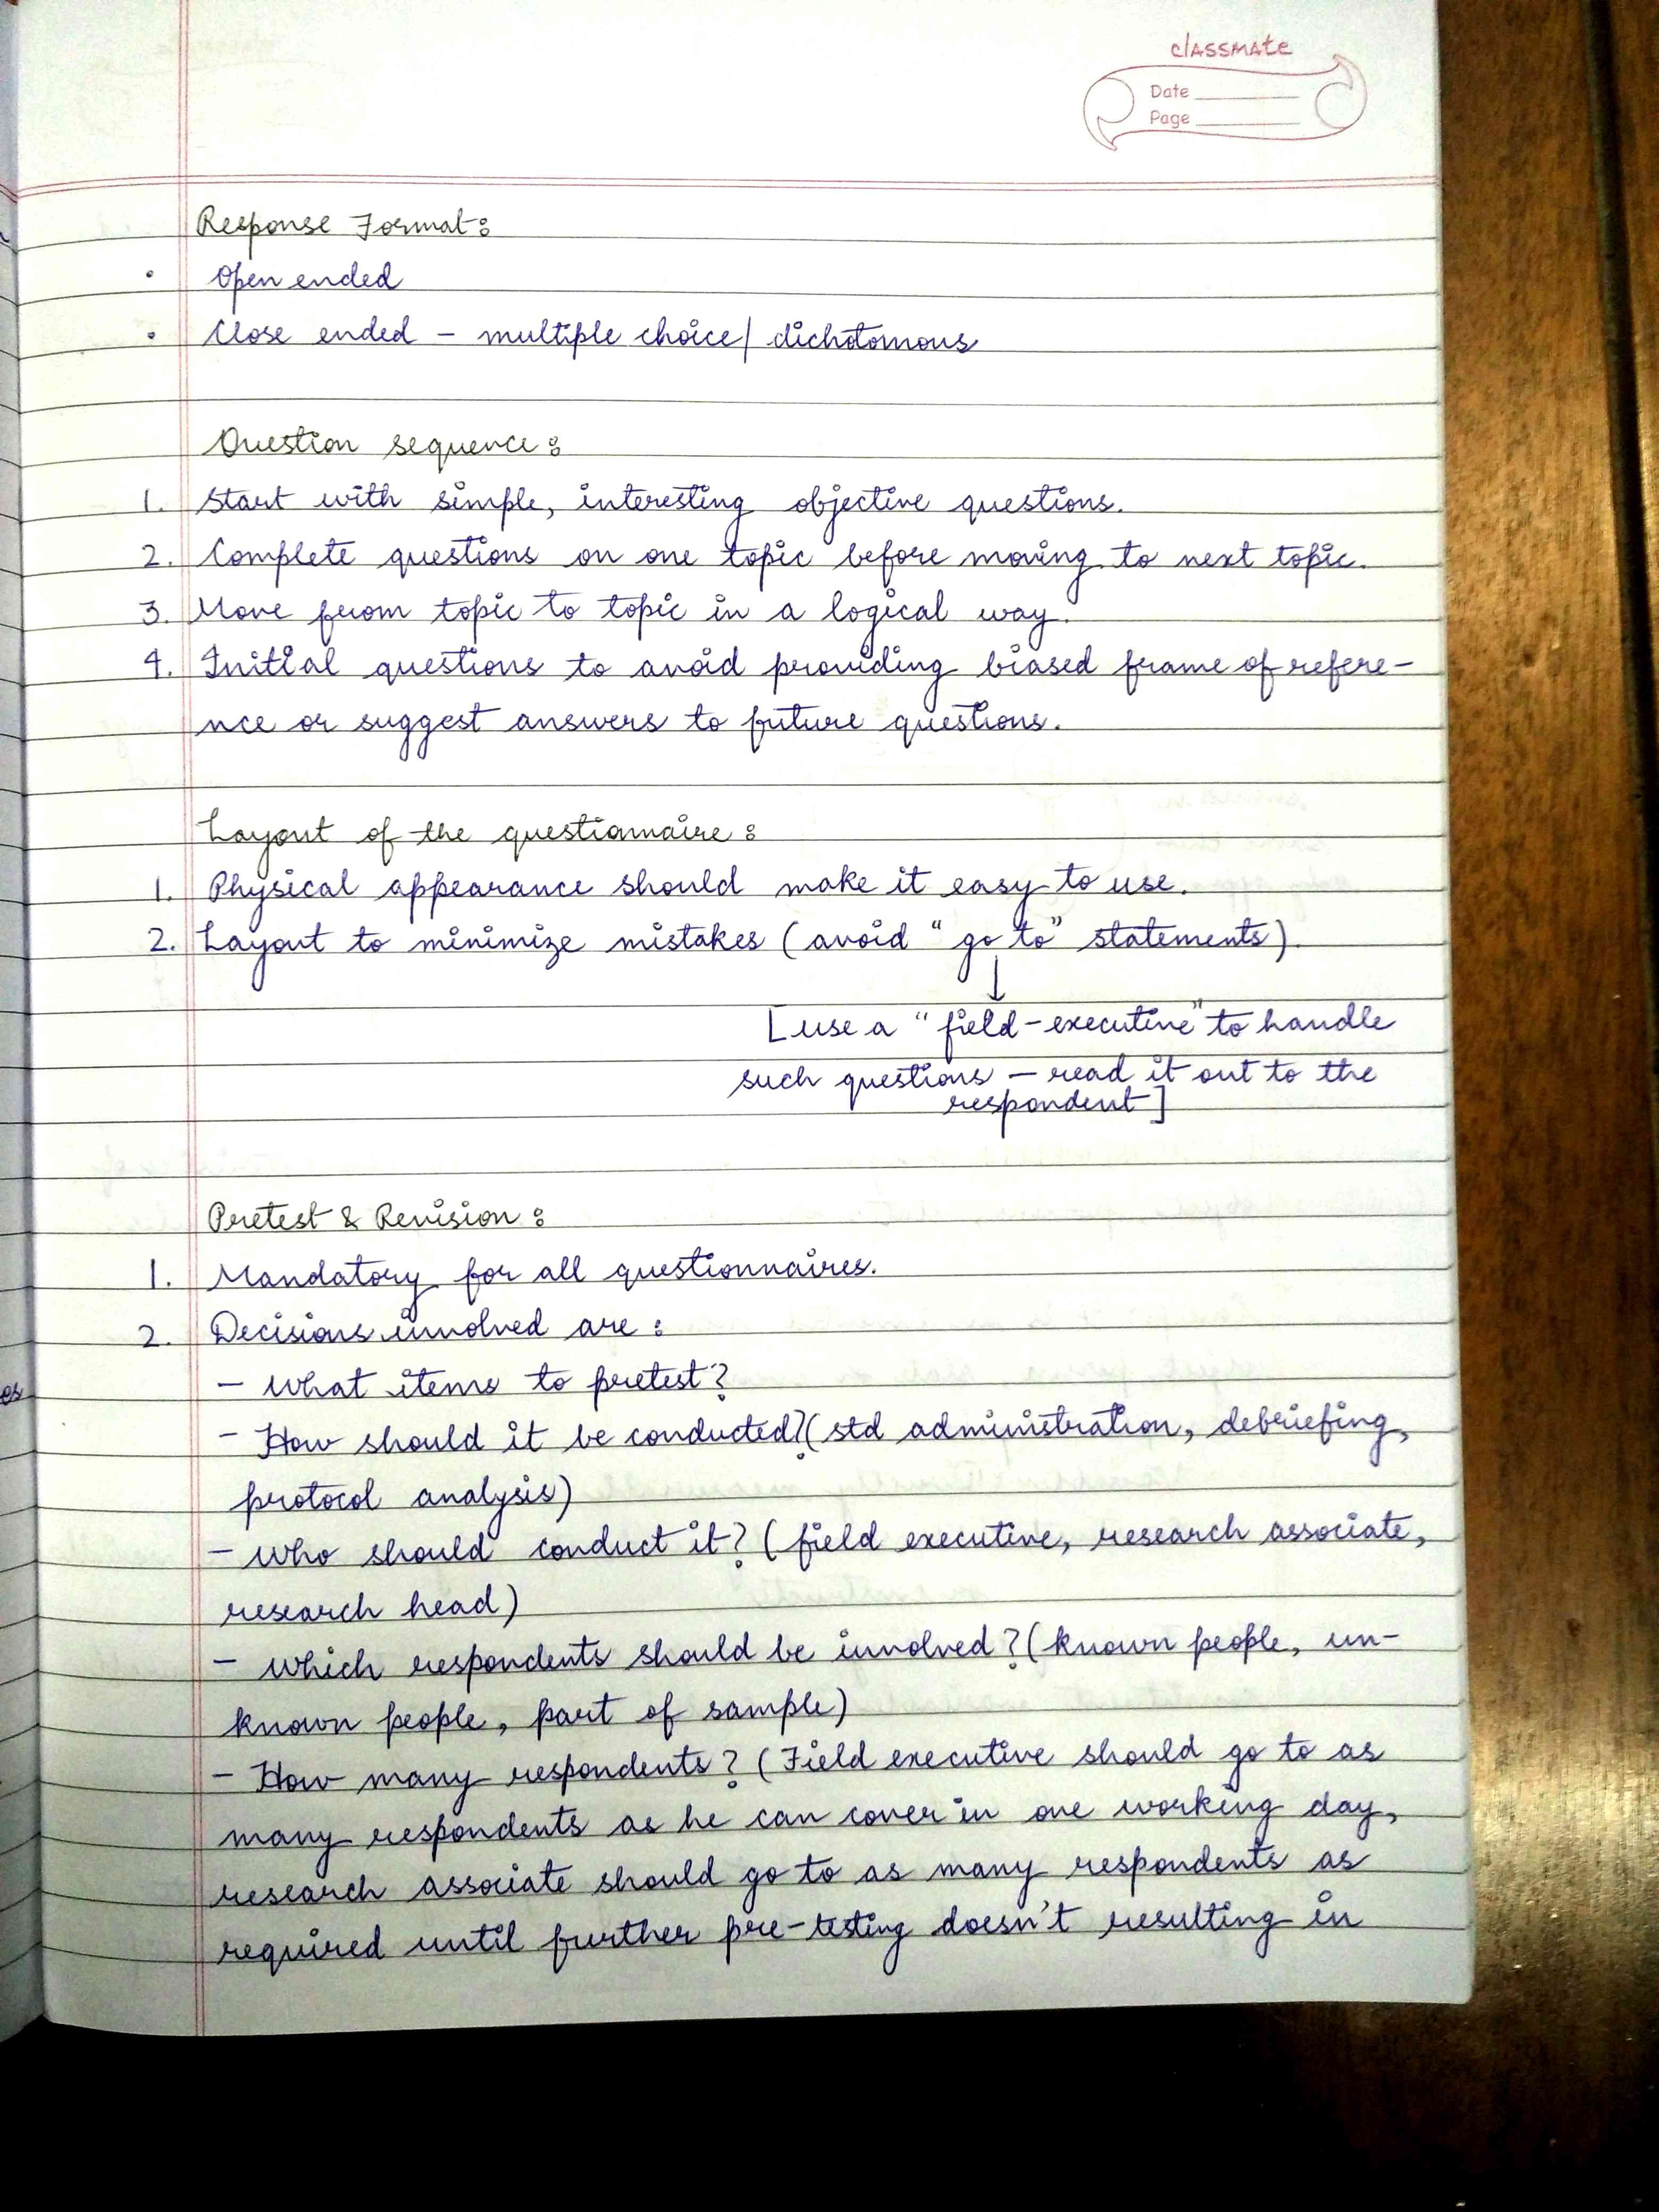 classmate
Date
Page
Response Format:
• Open ended
• Close ended – multiple choice/ dichotomous
Question sequence:
1. Start with simple, interesting objective questions.
2. Complete questions on one topic before moving to next topic.
3. Move from topic to topic in a logical way.
4. Initial questions to avoid providing biased frame of refere-
nce or suggest answers to future questions.
Layout of the questionnaire:
1. Physical appearance should make it easy to use.
2. Layout to minimize mistakes (avoid "go to" statements)
↓
[use a "field-executive" to handle
such questions – read it out to the
respondent]
Pretest & Revision:
1. Mandatory for all questionnaires.
2. Decisions involved are:
– What items to pretest?
– How should it be conducted? (std administration, debriefing,
protocol analysis)
– Who should conduct it? (field executive, research associate,
research head)
– Which respondents should be involved? (known people, un-
known people, part of sample)
– How many respondents? (Field executive should go to as
many respondents as he can cover in one working day,
research associate should go to as many respondents as
required until further pre-testing doesn't resulting in